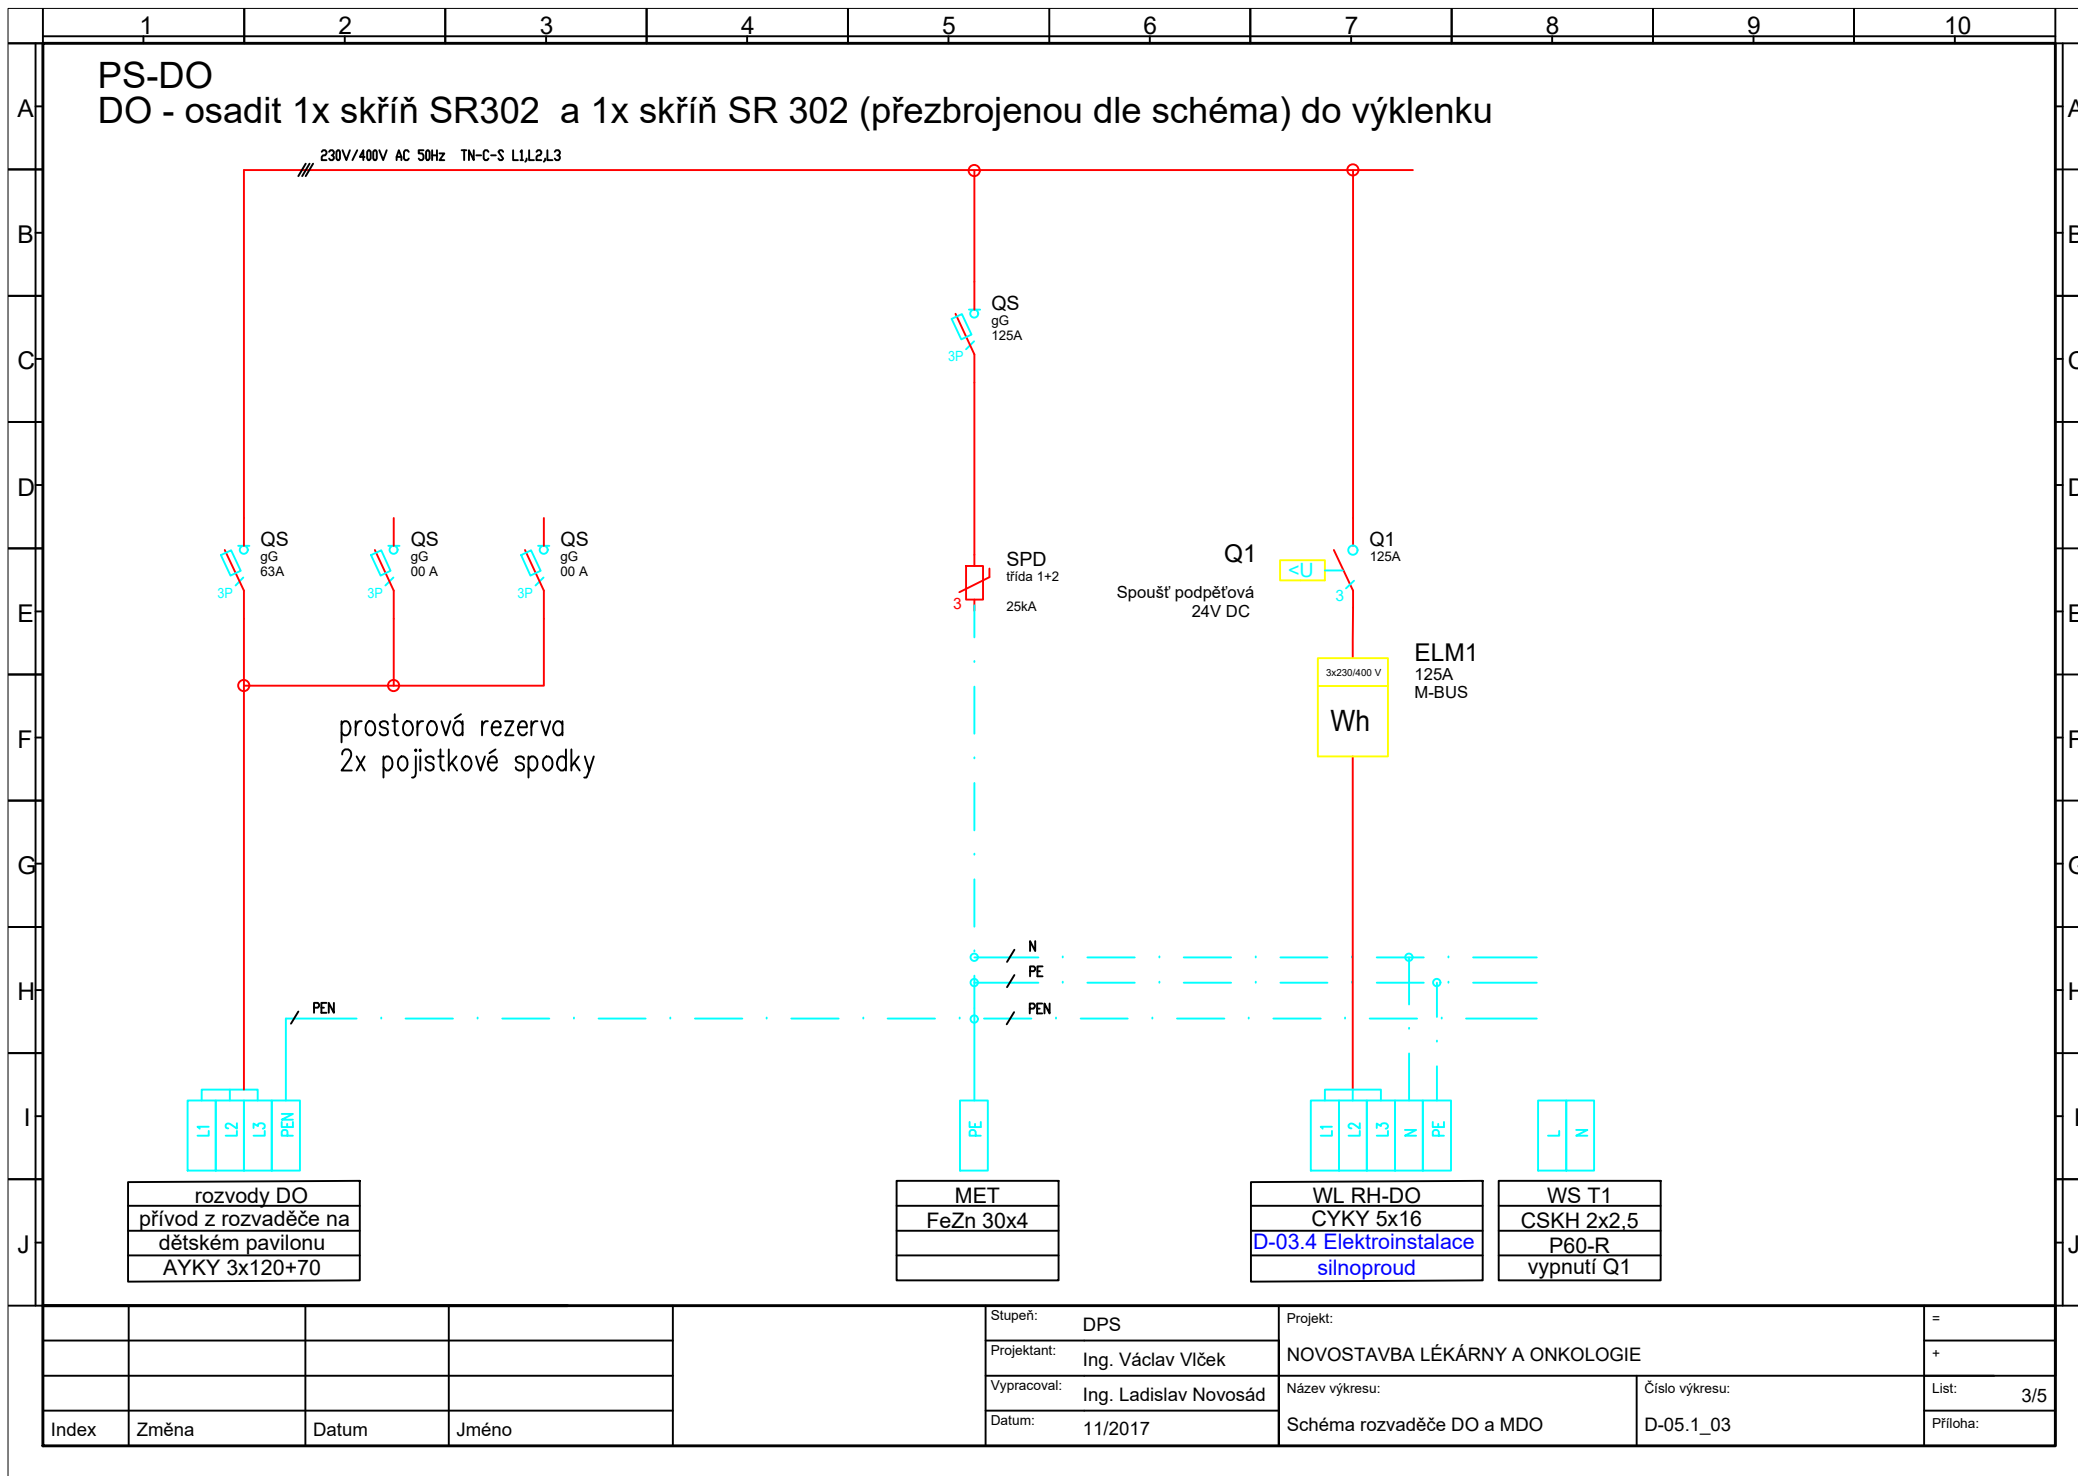 1 2 3 4 5 6 7 8 9 10
PS-DO
A A
DO - osadit 1x skříň SR302 a 1x skříň SR 302 (přezbrojenou dle schéma) do výklenku
230V/400V AC 50Hz TN-C-S L1,L2,L3
B B
QS
gG
125A
3P
C C
D D
QS
gG
63A
3P
QS
gG
00 A
3P
QS
gG
00 A
3P
SPD
třída 1+2
25kA
3
Q1
Spoušť podpěťová
24V DC
<U
Q1
125A
3
E E
ELM1
125A
M-BUS
3x230/400 V
Wh
prostorová rezerva
2x pojistkové spodky
F F
G G
N
PE
PEN
PEN
H H
L1 L2 L3 PEN
PE
L1 L2 L3 N PE
L N
I I
rozvody DO
přívod z rozvaděče na
dětském pavilonu
AYKY 3x120+70
MET
FeZn 30x4
WL RH-DO
CYKY 5x16
D-03.4 Elektroinstalace
silnoproud
WS T1
CSKH 2x2,5
P60-R
vypnutí Q1
J J
Index Změna Datum Jméno
Stupeň: DPS
Projektant: Ing. Václav Vlček
Vypracoval: Ing. Ladislav Novosád
Datum: 11/2017
Projekt:
NOVOSTAVBA LÉKÁRNY A ONKOLOGIE
Název výkresu:
Schéma rozvaděče DO a MDO
Číslo výkresu:
D-05.1_03
=
+
List: 3/5
Příloha: